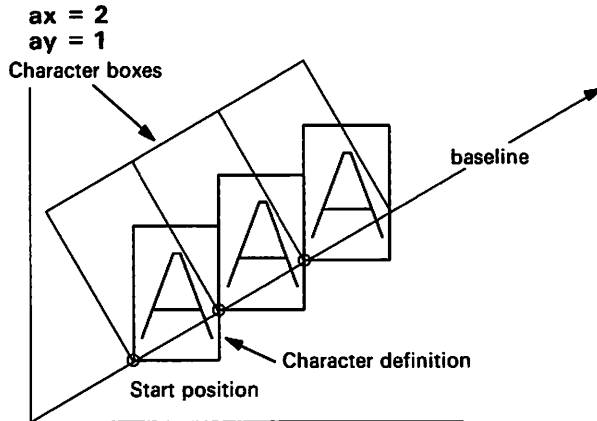 ax = 2
ay = 1
Character boxes
baseline
A
A
A
Character definition
Start position